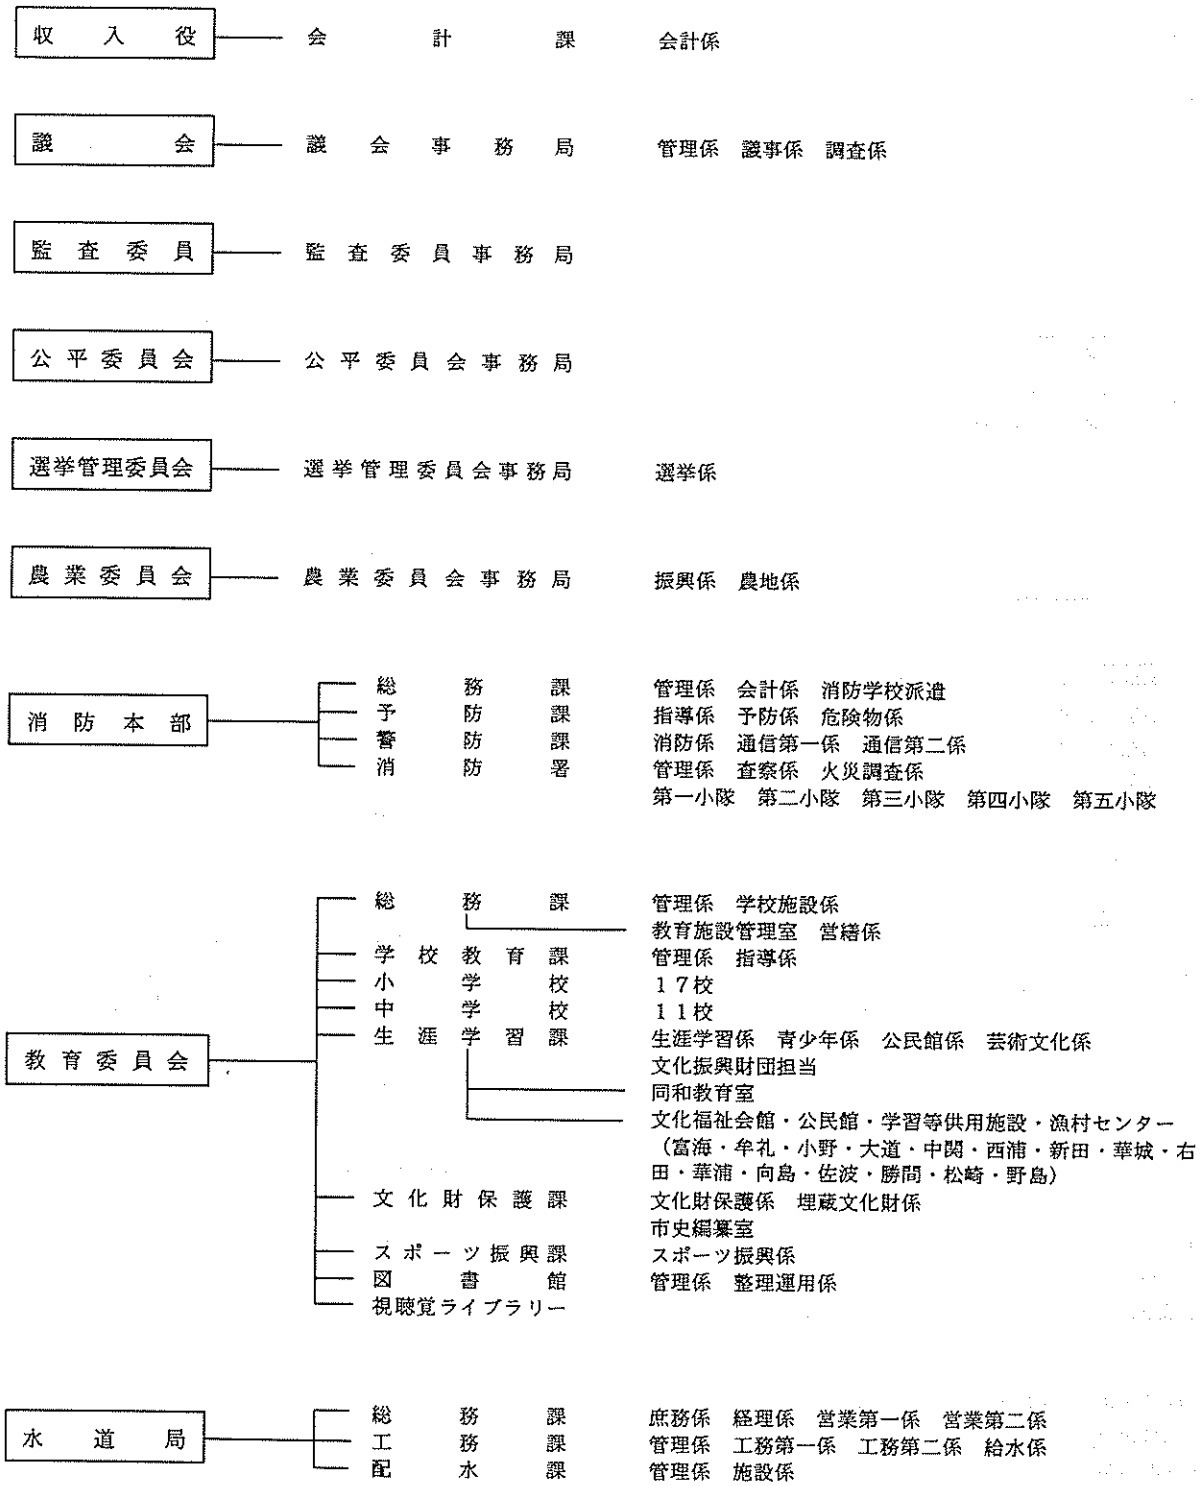 収入役 会計課 会計係
議会 議会事務局 管理係 議事係 調査係
監査委員 監査委員事務局
公平委員会 公平委員会事務局
選挙管理委員会 選挙管理委員会事務局 選挙係
農業委員会 農業委員会事務局 振興係 農地係
消防本部
総務課 管理係 会計係 消防学校派遣
予防課 指導係 予防係 危険物係
警防課 消防係 通信第一係 通信第二係
消防署 管理係 査察係 火災調査係
第一小隊 第二小隊 第三小隊 第四小隊 第五小隊
教育委員会
総務課 管理係 学校施設係
教育施設管理室 営繕係
学校教育課 管理係 指導係
小学校 17校
中学校 11校
生涯学習課 生涯学習係 青少年係 公民館係 芸術文化係
文化振興財団担当
同和教育室
文化福祉会館・公民館・学習等供用施設・漁村センター
(富海・牟礼・小野・大道・中関・西浦・新田・華城・右
田・華浦・向島・佐波・勝間・松崎・野島)
文化財保護課 文化財保護係 埋蔵文化財係
市史編纂室
スポーツ振興課 スポーツ振興係
図書館 管理係 整理運用係
視聴覚ライブラリー
水道局
総務課 庶務係 経理係 営業第一係 営業第二係
工務課 管理係 工務第一係 工務第二係 給水係
配水課 管理係 施設係